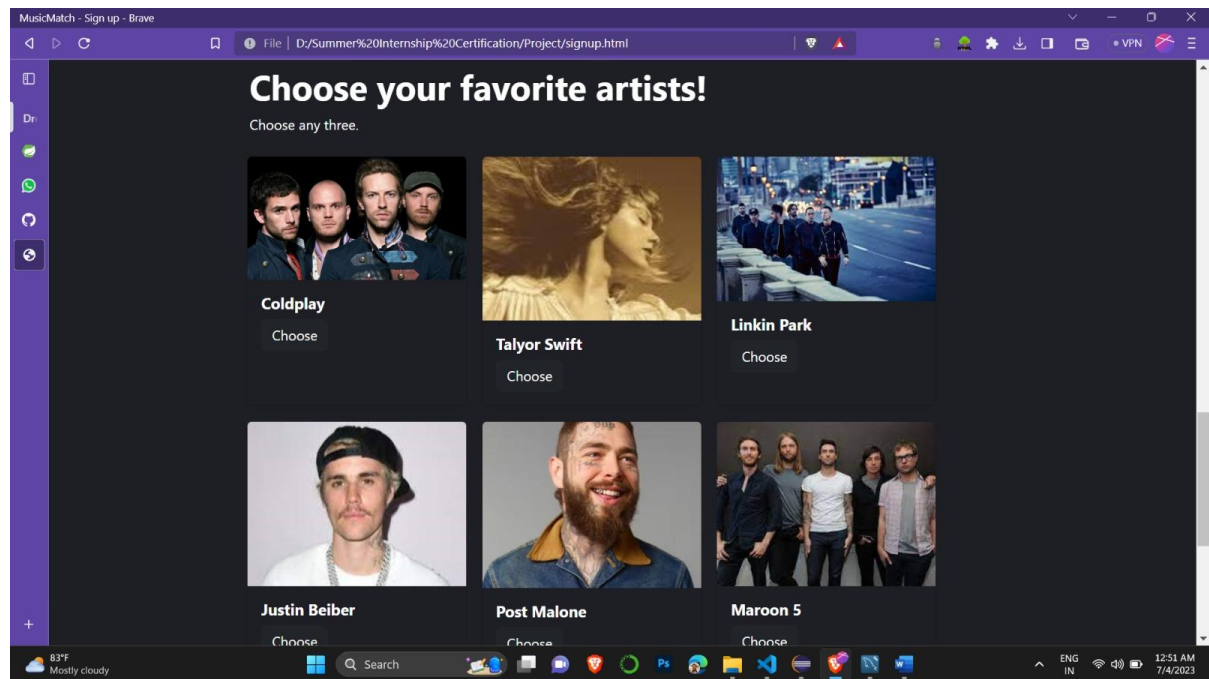 MusicMatch - Sign up - Brave
File | D:/Summer%20Internship%20Certification/Project/signup.html
VPN
Dr
Choose your favorite artists!
Choose any three.
Coldplay
Choose
Talyor Swift
Choose
Linkin Park
Choose
Justin Beiber
Choose
Post Malone
Choose
Maroon 5
Choose
83°F
Mostly cloudy
Search
Ps
ENG
IN
12:51 AM
7/4/2023